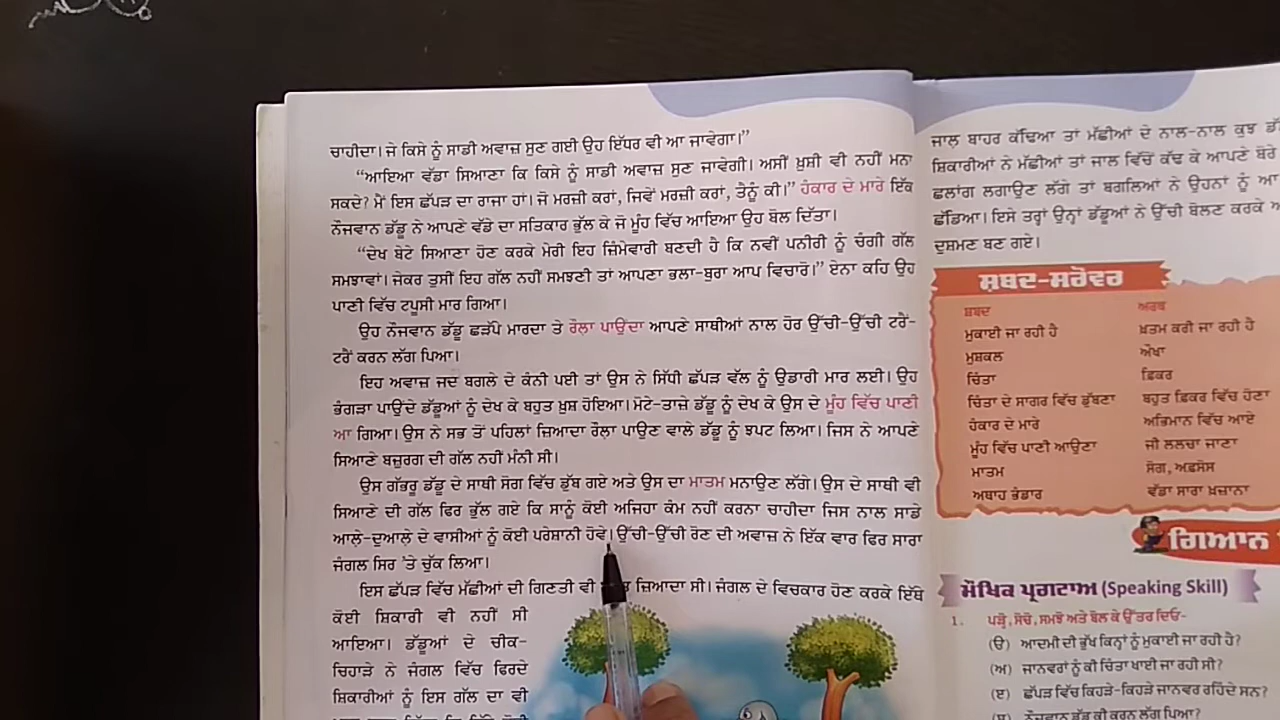 ਚਾਹੀਦਾ। ਜੋ ਕਿਸੇ ਨੂੰ ਸਾਡੀ ਅਵਾਜ਼ ਸੁਣ ਗਈ ਉਹ ਇੱਧਰ ਵੀ ਆ ਜਾਵੇਗਾ।”
“ਆਇਆ ਵੱਡਾ ਸਿਆਣਾ ਕਿ ਕਿਸੇ ਨੂੰ ਸਾਡੀ ਅਵਾਜ਼ ਸੁਣ ਜਾਵੇਗੀ। ਅਸੀਂ ਖ਼ੁਸ਼ੀ ਵੀ ਨਹੀਂ ਮਨਾ
ਸਕਦੇ? ਮੈਂ ਇਸ ਛੱਪੜ ਦਾ ਰਾਜਾ ਹਾਂ। ਜੋ ਮਰਜ਼ੀ ਕਰਾਂ, ਜਿਵੇਂ ਮਰਜ਼ੀ ਕਰਾਂ, ਤੈਨੂੰ ਕੀ।” ਹੰਕਾਰ ਦੇ ਮਾਰੇ ਇੱਕ
ਨੌਜਵਾਨ ਡੱਡੂ ਨੇ ਆਪਣੇ ਵੱਡੇ ਦਾ ਸਤਿਕਾਰ ਭੁੱਲ ਕੇ ਜੋ ਮੂੰਹ ਵਿੱਚ ਆਇਆ ਉਹ ਬੋਲ ਦਿੱਤਾ।
“ਦੇਖ ਬੇਟੇ ਸਿਆਣਾ ਹੋਣ ਕਰਕੇ ਮੇਰੀ ਇਹ ਜ਼ਿੰਮੇਵਾਰੀ ਬਣਦੀ ਹੈ ਕਿ ਨਵੀਂ ਪਨੀਰੀ ਨੂੰ ਚੰਗੀ ਗੱਲ
ਸਮਝਾਵਾਂ। ਜੇਕਰ ਤੁਸੀਂ ਇਹ ਗੱਲ ਨਹੀਂ ਸਮਝਣੀ ਤਾਂ ਆਪਣਾ ਭਲਾ-ਬੁਰਾ ਆਪ ਵਿਚਾਰੋ।” ਏਨਾ ਕਹਿ ਉਹ
ਪਾਣੀ ਵਿੱਚ ਟਪੂਸੀ ਮਾਰ ਗਿਆ।
ਉਹ ਨੌਜਵਾਨ ਡੱਡੂ ਛੜੱਪੇ ਮਾਰਦਾ ਤੇ ਰੌਲਾ ਪਾਉਂਦਾ ਆਪਣੇ ਸਾਥੀਆਂ ਨਾਲ ਹੋਰ ਉੱਚੀ-ਉੱਚੀ ਟਰੈਂ-
ਟਰੈਂ ਕਰਨ ਲੱਗ ਪਿਆ।
ਇਹ ਅਵਾਜ਼ ਜਦ ਬਗਲੇ ਦੇ ਕੰਨੀ ਪਈ ਤਾਂ ਉਸ ਨੇ ਸਿੱਧੀ ਛੱਪੜ ਵੱਲ ਨੂੰ ਉਡਾਰੀ ਮਾਰ ਲਈ। ਉਹ
ਭੰਗੜਾ ਪਾਉਂਦੇ ਡੱਡੂਆਂ ਨੂੰ ਦੇਖ ਕੇ ਬਹੁਤ ਖ਼ੁਸ਼ ਹੋਇਆ। ਮੋਟੇ-ਤਾਜ਼ੇ ਡੱਡੂ ਨੂੰ ਦੇਖ ਕੇ ਉਸ ਦੇ ਮੂੰਹ ਵਿੱਚ ਪਾਣੀ
ਆ ਗਿਆ। ਉਸ ਨੇ ਸਭ ਤੋਂ ਪਹਿਲਾਂ ਜ਼ਿਆਦਾ ਰੌਲਾ ਪਾਉਣ ਵਾਲੇ ਡੱਡੂ ਨੂੰ ਝਪਟ ਲਿਆ। ਜਿਸ ਨੇ ਆਪਣੇ
ਸਿਆਣੇ ਬਜ਼ੁਰਗ ਦੀ ਗੱਲ ਨਹੀਂ ਮੰਨੀ ਸੀ।
ਉਸ ਗੱਭਰੂ ਡੱਡੂ ਦੇ ਸਾਥੀ ਸੋਗ ਵਿੱਚ ਡੁੱਬ ਗਏ ਅਤੇ ਉਸ ਦਾ ਮਾਤਮ ਮਨਾਉਣ ਲੱਗੇ। ਉਸ ਦੇ ਸਾਥੀ ਵੀ
ਸਿਆਣੇ ਦੀ ਗੱਲ ਫਿਰ ਭੁੱਲ ਗਏ ਕਿ ਸਾਨੂੰ ਕੋਈ ਅਜਿਹਾ ਕੰਮ ਨਹੀਂ ਕਰਨਾ ਚਾਹੀਦਾ ਜਿਸ ਨਾਲ ਸਾਡੇ
ਆਲ਼ੇ-ਦੁਆਲ਼ੇ ਦੇ ਵਾਸੀਆਂ ਨੂੰ ਕੋਈ ਪਰੇਸ਼ਾਨੀ ਹੋਵੇ। ਉੱਚੀ-ਉੱਚੀ ਰੋਣ ਦੀ ਅਵਾਜ਼ ਨੇ ਇੱਕ ਵਾਰ ਫਿਰ ਸਾਰਾ
ਜੰਗਲ ਸਿਰ 'ਤੇ ਚੁੱਕ ਲਿਆ।
ਇਸ ਛੱਪੜ ਵਿੱਚ ਮੱਛੀਆਂ ਦੀ ਗਿਣਤੀ ਵੀ ਜ਼ਿਆਦਾ ਸੀ। ਜੰਗਲ ਦੇ ਵਿਚਕਾਰ ਹੋਣ ਕਰਕੇ ਇੱਥੇ
ਕੋਈ ਸ਼ਿਕਾਰੀ ਵੀ ਨਹੀਂ ਸੀ
ਆਇਆ। ਡੱਡੂਆਂ ਦੇ ਚੀਕ-
ਚਿਹਾੜੇ ਨੇ ਜੰਗਲ ਵਿੱਚ ਫਿਰਦੇ
ਸ਼ਿਕਾਰੀਆਂ ਨੂੰ ਇਸ ਗੱਲ ਦਾ ਵੀ
ਜਾਲ਼ ਬਾਹਰ ਕੱਢਿਆ ਤਾਂ ਮੱਛੀਆਂ ਦੇ ਨਾਲ-ਨਾਲ ਕੁਝ
ਸ਼ਿਕਾਰੀਆਂ ਨੇ ਮੱਛੀਆਂ ਤਾਂ ਜਾਲ ਵਿੱਚੋਂ ਕੱਢ ਕੇ ਆਪਣੇ ਬੋਰੇ
ਛਲਾਂਗ ਲਗਾਉਣ ਲੱਗੇ ਤਾਂ ਬਗਲਿਆਂ ਨੇ ਉਹਨਾਂ ਨੂੰ ਆ
ਛੱਡਿਆ। ਇਸੇ ਤਰ੍ਹਾਂ ਉਨ੍ਹਾਂ ਡੱਡੂਆਂ ਨੇ ਉੱਚੀ ਬੋਲਣ ਕਰਕੇ
ਦੁਸ਼ਮਣ ਬਣ ਗਏ।
ਸ਼ਬਦ-ਸਰੋਵਰ
ਸ਼ਬਦ ਅਰਥ
ਮੁਕਾਈ ਜਾ ਰਹੀ ਹੈ ਖ਼ਤਮ ਕਰੀ ਜਾ ਰਹੀ ਹੈ
ਮੁਸ਼ਕਲ ਔਖਾ
ਚਿੰਤਾ ਫ਼ਿਕਰ
ਚਿੰਤਾ ਦੇ ਸਾਗਰ ਵਿੱਚ ਡੁੱਬਣਾ ਬਹੁਤ ਫ਼ਿਕਰ ਵਿੱਚ ਹੋਣਾ
ਹੰਕਾਰ ਦੇ ਮਾਰੇ ਅਭਿਮਾਨ ਵਿੱਚ ਆਏ
ਮੂੰਹ ਵਿੱਚ ਪਾਣੀ ਆਉਣਾ ਜੀ ਲਲਚਾ ਜਾਣਾ
ਮਾਤਮ ਸੋਗ, ਅਫ਼ਸੋਸ
ਅਥਾਹ ਭੰਡਾਰ ਵੱਡਾ ਸਾਰਾ ਖ਼ਜ਼ਾਨਾ
ਗਿਆਨ
ਮੌਖਿਕ ਪ੍ਰਗਟਾਅ (Speaking Skill)
1. ਪੜ੍ਹੋ, ਸੋਚੋ, ਸਮਝੋ ਅਤੇ ਬੋਲ ਕੇ ਉੱਤਰ ਦਿਓ-
(ੳ) ਆਦਮੀ ਦੀ ਭੁੱਖ ਕਿਨ੍ਹਾਂ ਨੂੰ ਮੁਕਾਈ ਜਾ ਰਹੀ ਹੈ?
(ਅ) ਜਾਨਵਰਾਂ ਨੂੰ ਕੀ ਚਿੰਤਾ ਖਾਈ ਜਾ ਰਹੀ ਸੀ?
(ੲ) ਛੱਪੜ ਵਿੱਚ ਕਿਹੜੇ-ਕਿਹੜੇ ਜਾਨਵਰ ਰਹਿੰਦੇ ਸਨ?
(ਸ) ਨੌਜਵਾਨ ਡੱਡੂ ਕੀ ਕਰਨ ਲੱਗ ਪਿਆ?